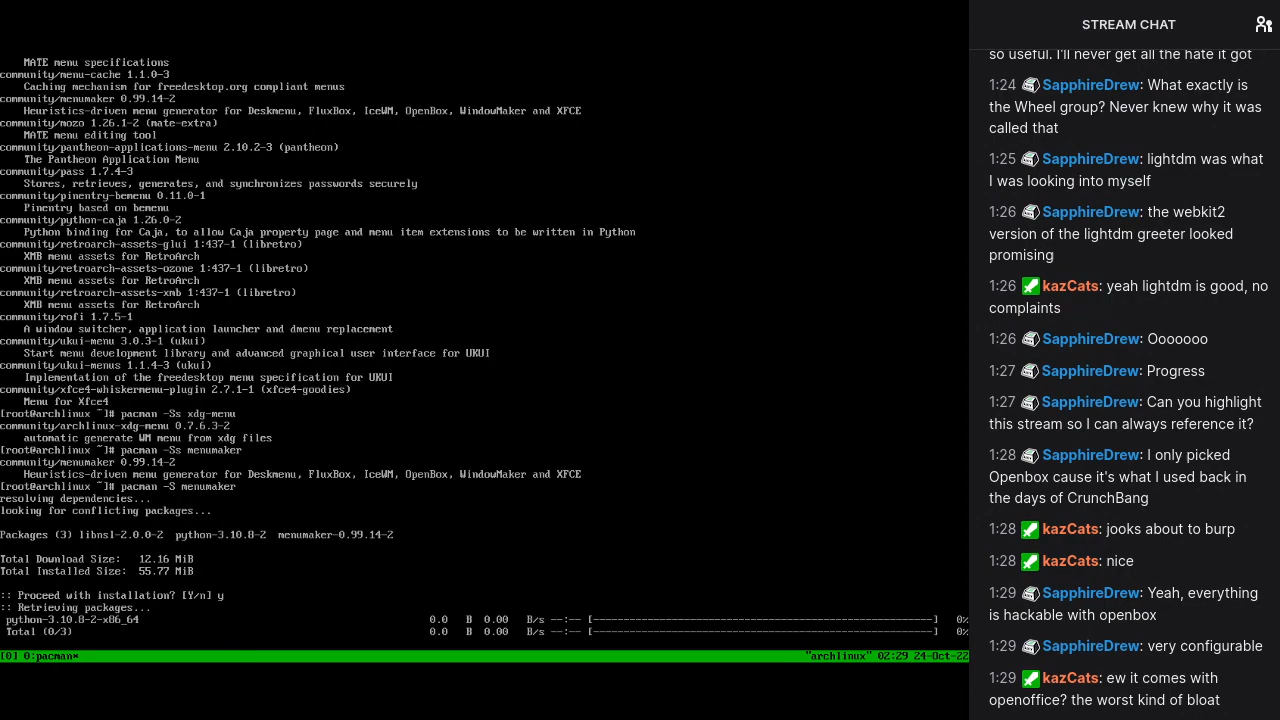 MATE menu specifications
community/menu-cache 1.1.0-3
Caching mechanism for freedesktop.org compliant menus
community/menumaker 0.99.14-2
Heuristics-driven menu generator for Deskmenu, FluxBox, IceWM, OpenBox, WindowMaker and XFCE
community/mozo 1.26.1-2 (mate-extra)
MATE menu editing tool
community/pantheon-applications-menu 2.10.2-3 (pantheon)
The Pantheon Application Menu
community/pass 1.7.4-3
Stores, retrieves, generates, and synchronizes passwords securely
community/pinentry-bemenu 0.11.0-1
Pinentry based on bemenu
community/python-caja 1.26.0-2
Python binding for Caja, to allow Caja property page and menu item extensions to be written in Python
community/retroarch-assets-glui 1:437-1 (libretro)
XMB menu assets for RetroArch
community/retroarch-assets-ozone 1:437-1 (libretro)
XMB menu assets for RetroArch
community/retroarch-assets-xmb 1:437-1 (libretro)
XMB menu assets for RetroArch
community/rofi 1.7.5-1
A window switcher, application launcher and dmenu replacement
community/ukui-menu 3.0.3-1 (ukui)
Start menu development library and advanced graphical user interface for UKUI
community/ukui-menus 1.1.4-3 (ukui)
Implementation of the freedesktop menu specification for UKUI
community/xfce4-whiskermenu-plugin 2.7.1-1 (xfce4-goodies)
Menu for Xfce4
[root@archlinux ~]# pacman -Ss xdg-menu
community/archlinux-xdg-menu 0.7.6.3-2
automatic generate WM menu from xdg files
[root@archlinux ~]# pacman -Ss menumaker
community/menumaker 0.99.14-2
Heuristics-driven menu generator for Deskmenu, FluxBox, IceWM, OpenBox, WindowMaker and XFCE
[root@archlinux ~]# pacman -S menumaker
resolving dependencies...
looking for conflicting packages...
Packages (3) libnsl-2.0.0-2 python-3.10.8-2 menumaker-0.99.14-2
Total Download Size: 12.16 MiB
Total Installed Size: 55.77 MiB
:: Proceed with installation? [Y/n] y
:: Retrieving packages...
python-3.10.8-2-x86_64 0.0 B 0.00 B/s --:-- [--------------------------------------------------------] 0%
Total (0/3) 0.0 B 0.00 B/s --:-- [--------------------------------------------------------] 0%
[0] 0:pacman* "archlinux" 02:29 24-Oct-22
STREAM CHAT
so useful. I'll never get all the hate it got
1:24 SapphireDrew: What exactly is
the Wheel group? Never knew why it was
called that
1:25 SapphireDrew: lightdm was what
I was looking into myself
1:26 SapphireDrew: the webkit2
version of the lightdm greeter looked
promising
1:26 kazCats: yeah lightdm is good, no
complaints
1:26 SapphireDrew: Ooooooo
1:27 SapphireDrew: Progress
1:27 SapphireDrew: Can you highlight
this stream so I can always reference it?
1:28 SapphireDrew: I only picked
Openbox cause it's what I used back in
the days of CrunchBang
1:28 kazCats: jooks about to burp
1:28 kazCats: nice
1:29 SapphireDrew: Yeah, everything
is hackable with openbox
1:29 SapphireDrew: very configurable
1:29 kazCats: ew it comes with
openoffice? the worst kind of bloat